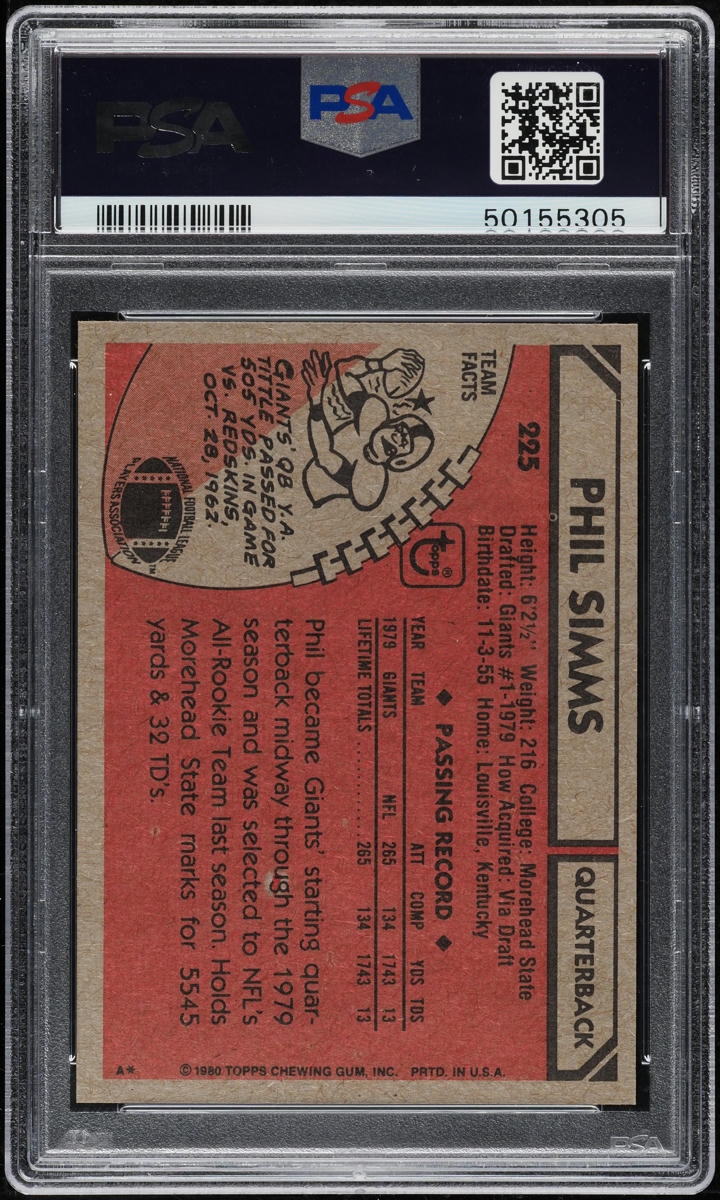 PSA
PSA
50155305
PHIL SIMMS
QUARTERBACK
225
Height: 6'2½" Weight: 216 College: Morehead State
Drafted: Giants #1-1979 How Acquired: Via Draft
Birthdate: 11-3-55 Home: Louisville, Kentucky
TEAM
FACTS
topps®
GIANTS' QB Y.A.
TITTLE PASSED FOR
505 YDS. IN GAME
VS. REDSKINS,
OCT. 28, 1962.
NATIONAL FOOTBALL LEAGUE
PLAYERS ASSOCIATION
™
◆ PASSING RECORD ◆
YEAR TEAM ATT COMP YDS TDS
1979 GIANTS NFL 265 134 1743 13
LIFETIME TOTALS ............ 265 134 1743 13
Phil became Giants' starting quar-
terback midway through the 1979
season and was selected to NFL's
All-Rookie Team last season. Holds
Morehead State marks for 5545
yards & 32 TD's.
A* © 1980 TOPPS CHEWING GUM, INC. PRTD. IN U.S.A.
PSA